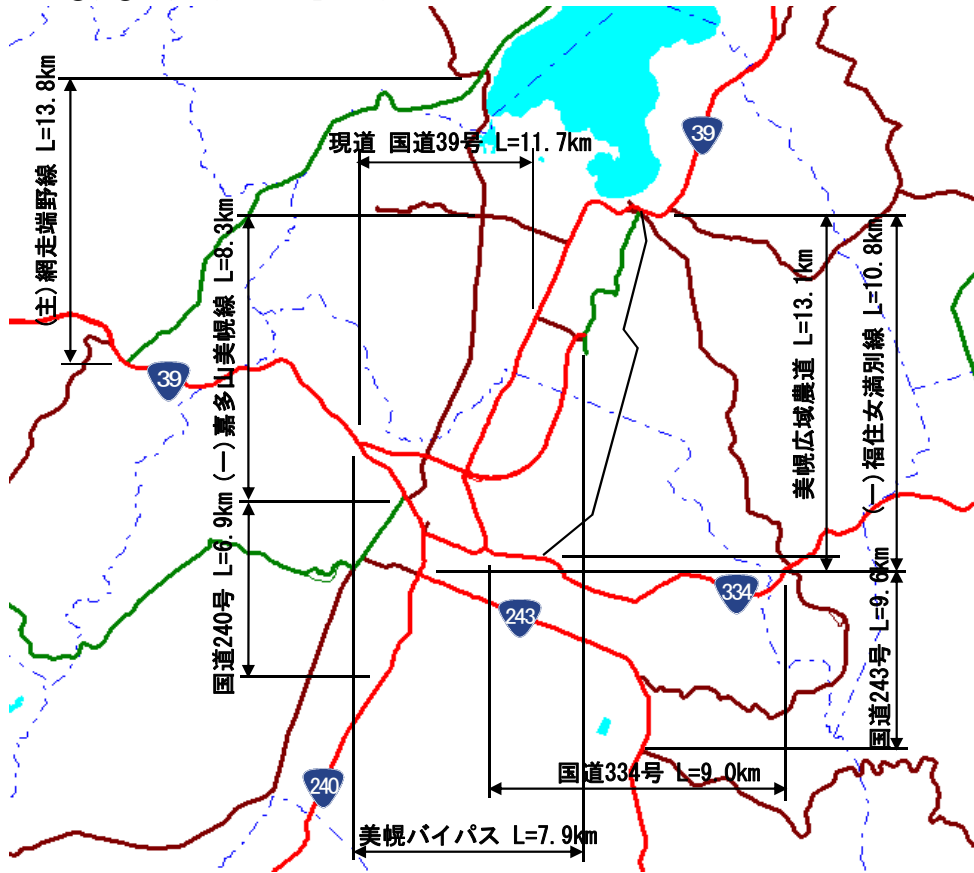 (主)網走端野線 L=13.8km
現道 国道39号 L=11.7km
39
(一)嘉多山美幌線 L=8.3km
美幌広域農道 L=13.1km
(一)福住女満別線 L=10.8km
39
国道240号 L=6.9km
334
243
国道243号 L=9.6km
国道334号 L=9.0km
240
美幌バイパス L=7.9km